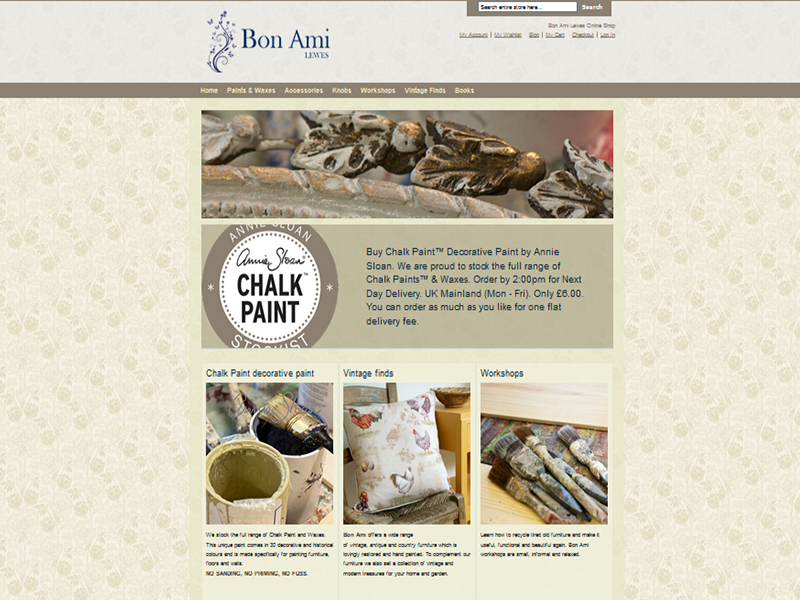 Search entire store here...
Search
Bon Ami Lewes Online Shop
My Account | My Wishlist Blog | My Cart Checkout | Log In
Bon Ami
LEWES
Home Paints & Waxes Accessories Knobs Workshops Vintage Finds Books
ANNIE SLOAN
Annie Sloan
CHALK
PAINT™
STOCKIST
Buy Chalk Paint™ Decorative Paint by Annie
Sloan. We are proud to stock the full range of
Chalk Paints™ & Waxes. Order by 2:00pm for Next
Day Delivery. UK Mainland (Mon - Fri). Only £6.00.
You can order as much as you like for one flat
delivery fee.
Chalk Paint decorative paint
We stock the full range of Chalk Paint and Waxes.
This unique paint comes in 30 decorative and historical
colours and is made specifically for painting furniture,
floors and walls.
NO SANDING, NO PRIMING, NO FUSS.
Vintage finds
Bon Ami offers a wide range
of vintage, antique and country furniture which is
lovingly restored and hand painted. To complement our
furniture we also sell a collection of vintage and
modern treasures for your home and garden.
Workshops
Learn how to recycle tired old furniture and make it
useful, functional and beautiful again. Bon Ami
workshops are small, informal and relaxed.